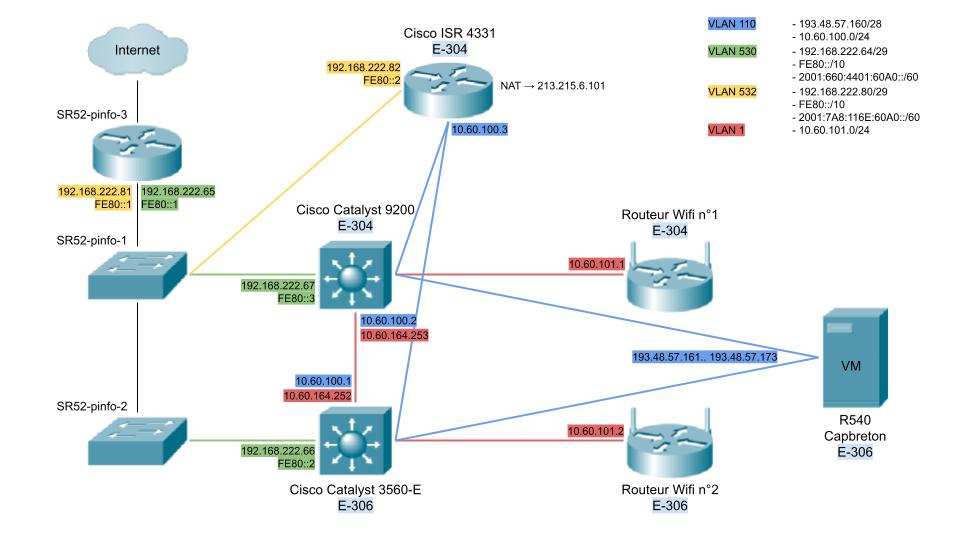 Internet
SR52-pinfo-3
192.168.222.81
FE80::1
192.168.222.65
FE80::1
SR52-pinfo-1
SR52-pinfo-2
Cisco ISR 4331
E-304
192.168.222.82
FE80::2
NAT → 213.215.6.101
10.60.100.3
VLAN 110
- 193.48.57.160/28
- 10.60.100.0/24
VLAN 530
- 192.168.222.64/29
- FE80::/10
- 2001:660:4401:60A0::/60
VLAN 532
- 192.168.222.80/29
- FE80::/10
- 2001:7A8:116E:60A0::/60
VLAN 1
- 10.60.101.0/24
Cisco Catalyst 9200
E-304
192.168.222.67
FE80::3
10.60.100.2
10.60.164.253
10.60.100.1
10.60.164.252
192.168.222.66
FE80::2
Cisco Catalyst 3560-E
E-306
Routeur Wifi n°1
E-304
10.60.101.1
193.48.57.161.. 193.48.57.173
10.60.101.2
Routeur Wifi n°2
E-306
VM
R540
Capbreton
E-306